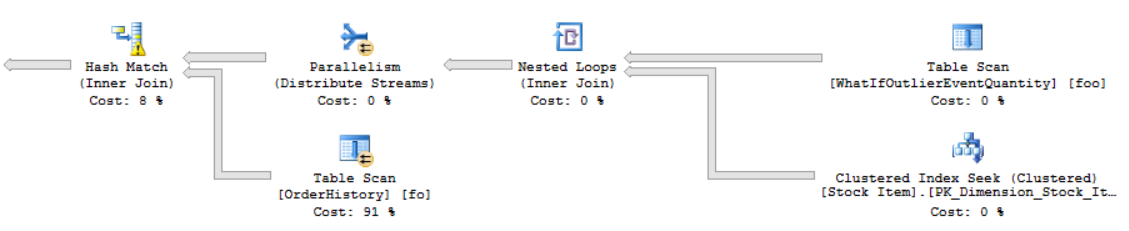 Hash Match
(Inner Join)
Cost: 8 %
Parallelism
(Distribute Streams)
Cost: 0 %
Nested Loops
(Inner Join)
Cost: 0 %
Table Scan
[WhatIfOutlierEventQuantity] [foo]
Cost: 0 %
Table Scan
[OrderHistory] [fo]
Cost: 91 %
Clustered Index Seek (Clustered)
[Stock Item].[PK_Dimension_Stock_It…
Cost: 0 %